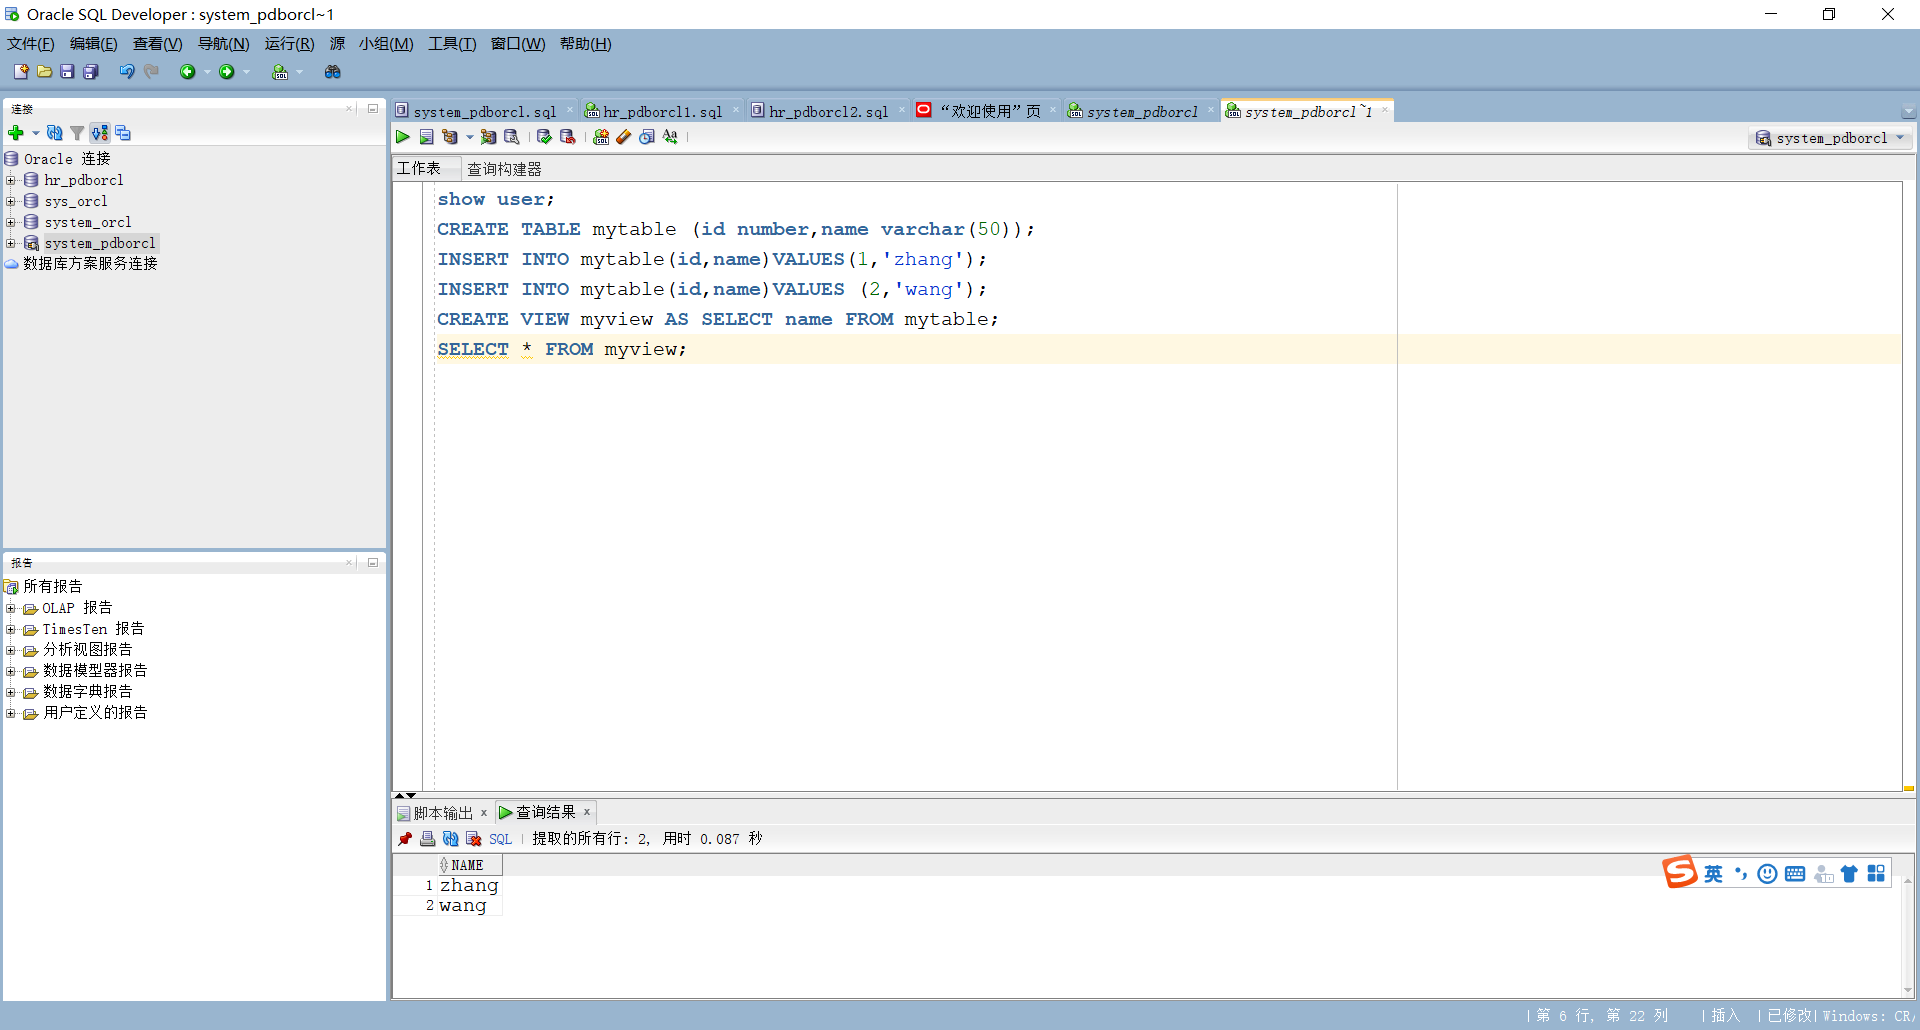 Oracle SQL Developer : system_pdborcl~1
文件(F) 编辑(E) 查看(V) 导航(N) 运行(R) 源 小组(M) 工具(T) 窗口(W) 帮助(H)
连接
Oracle 连接
hr_pdborcl
sys_orcl
system_orcl
system_pdborcl
数据库方案服务连接
报告
所有报告
OLAP 报告
TimesTen 报告
分析视图报告
数据模型器报告
数据字典报告
用户定义的报告
system_pdborcl.sql hr_pdborcl1.sql hr_pdborcl2.sql “欢迎使用”页 system_pdborcl system_pdborcl~1
system_pdborcl
工作表 查询构建器
show user;
CREATE TABLE mytable (id number,name varchar(50));
INSERT INTO mytable(id,name)VALUES(1,'zhang');
INSERT INTO mytable(id,name)VALUES (2,'wang');
CREATE VIEW myview AS SELECT name FROM mytable;
SELECT * FROM myview;
脚本输出 查询结果
SQL | 提取的所有行: 2, 用时 0.087 秒
NAME
1 zhang
2 wang
英
第 6 行, 第 22 列 | 插入 | 已修改| Windows: CR/